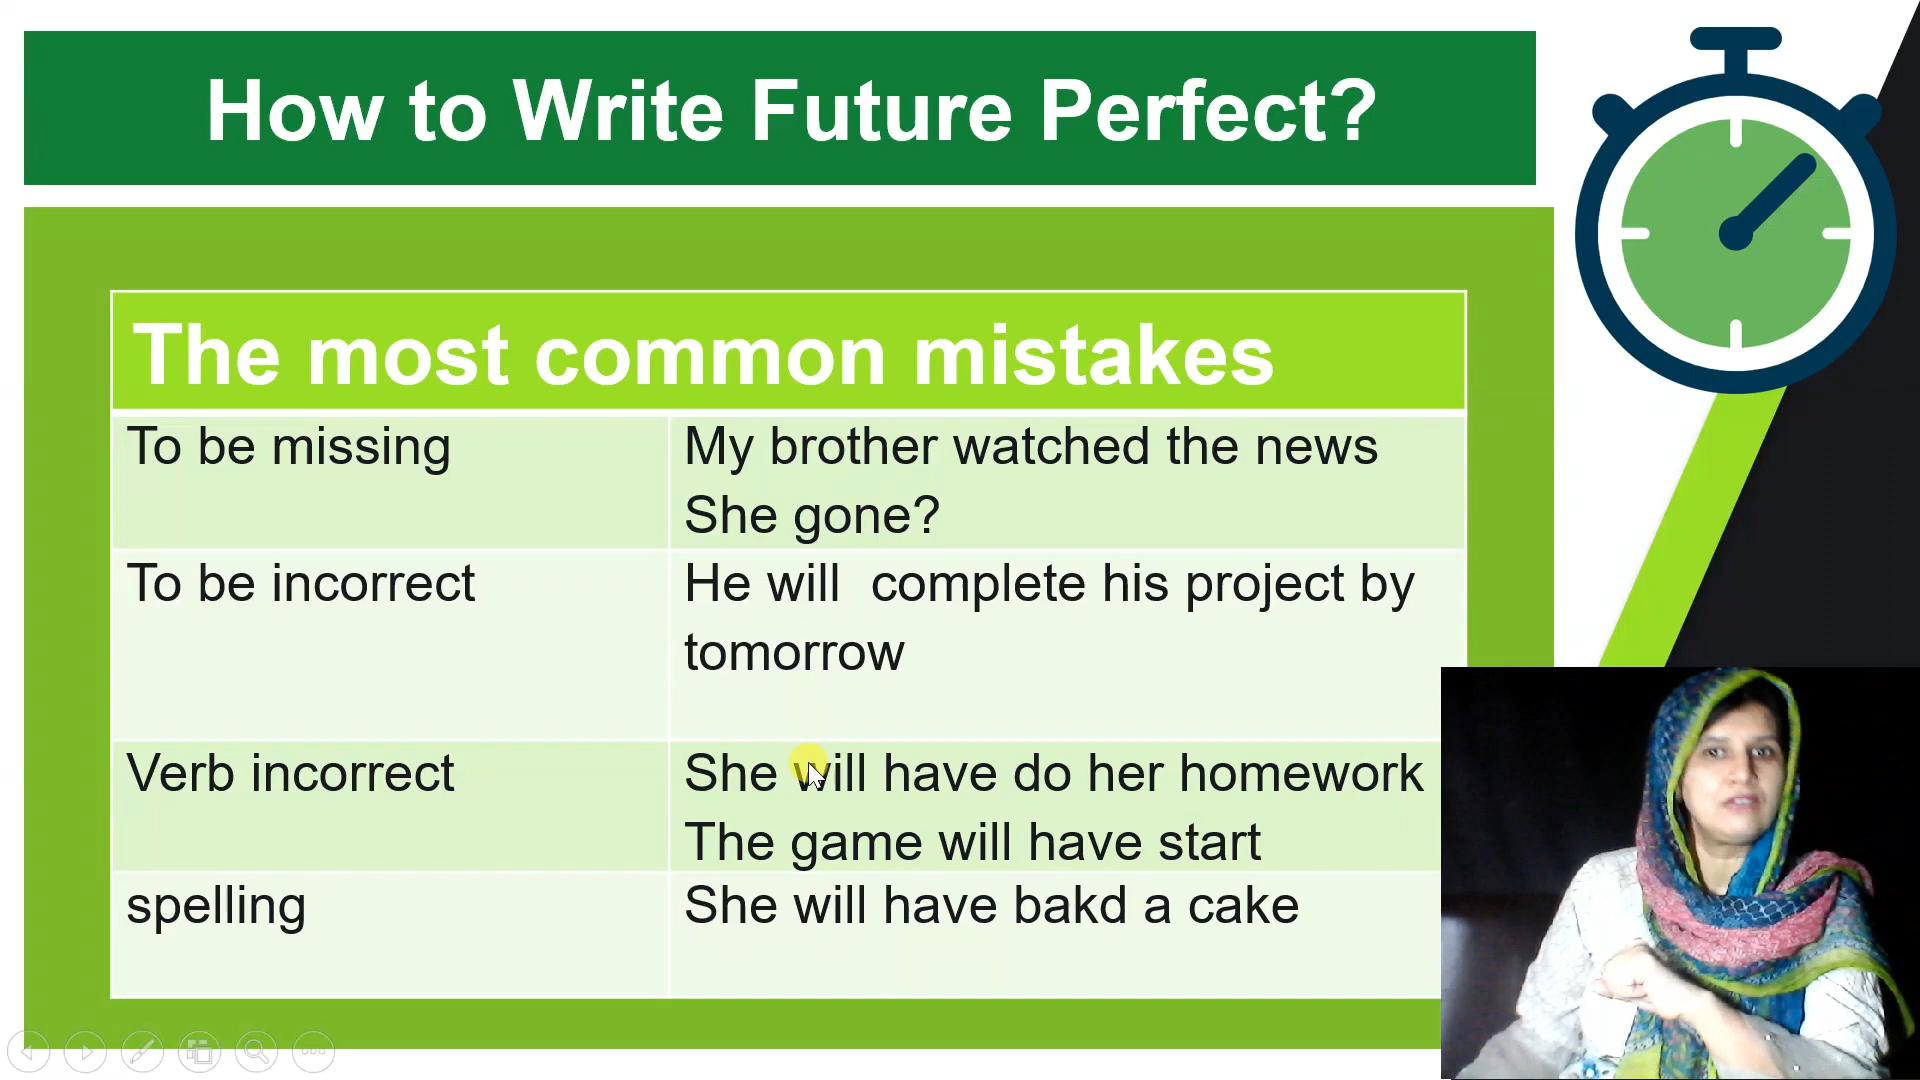 How to Write Future Perfect?
The most common mistakes
To be missing
My brother watched the news
She gone?
To be incorrect
He will  complete his project by
tomorrow
Verb incorrect
She will have do her homework
The game will have start
spelling
She will have bakd a cake